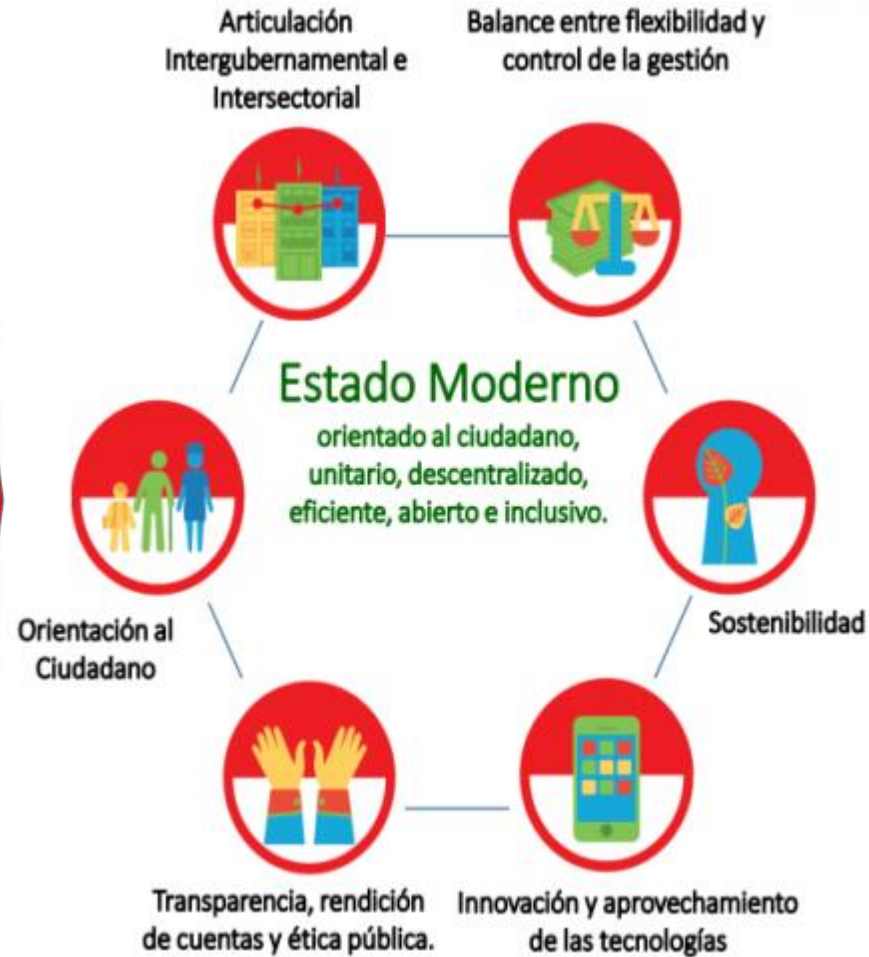 Articulación
Intergubernamental e
Intersectorial
Balance entre flexibilidad y
control de la gestión
Estado Moderno
orientado al ciudadano,
unitario, descentralizado,
eficiente, abierto e inclusivo.
Orientación al
Ciudadano
Sostenibilidad
Transparencia, rendición
de cuentas y ética pública.
Innovación y aprovechamiento
de las tecnologías